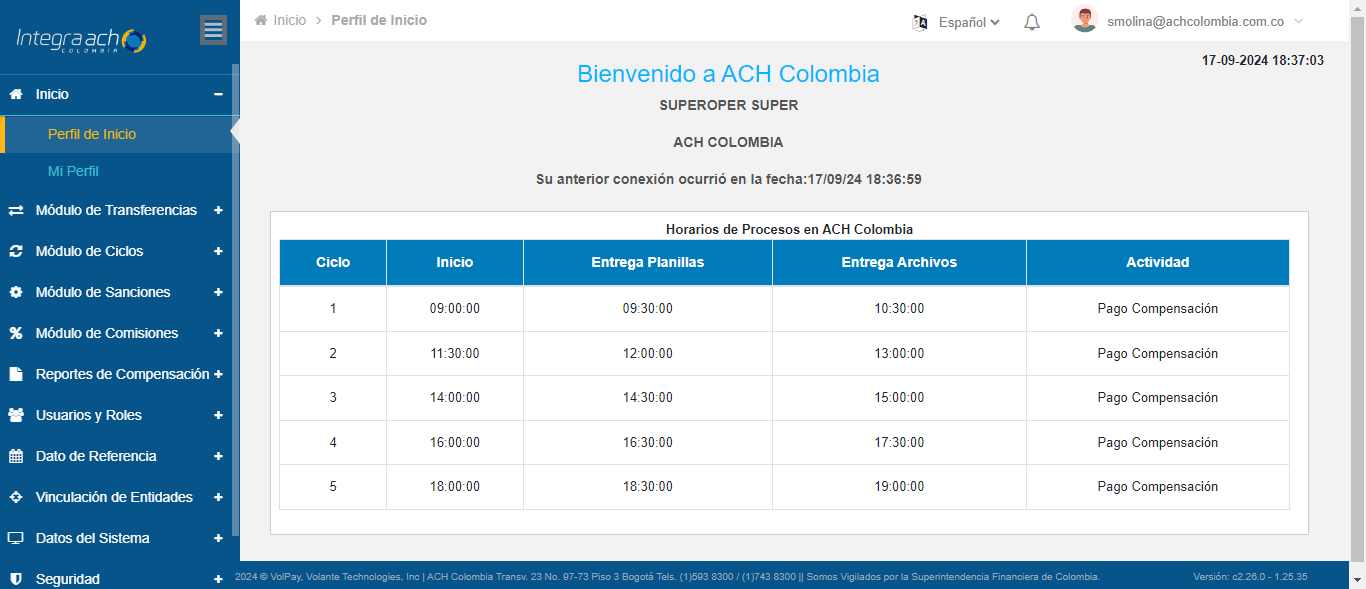 Integra ach
COLOMBIA
Inicio
Perfil de Inicio
Mi Perfil
Módulo de Transferencias
Módulo de Ciclos
Módulo de Sanciones
Módulo de Comisiones
Reportes de Compensación
Usuarios y Roles
Dato de Referencia
Vinculación de Entidades
Datos del Sistema
Seguridad
Inicio > Perfil de Inicio
Español
smolina@achcolombia.com.co
17-09-2024 18:37:03
Bienvenido a ACH Colombia
SUPEROPER SUPER
ACH COLOMBIA
Su anterior conexión ocurrió en la fecha:17/09/24 18:36:59
Horarios de Procesos en ACH Colombia
Ciclo Inicio Entrega Planillas Entrega Archivos Actividad
1 09:00:00 09:30:00 10:30:00 Pago Compensación
2 11:30:00 12:00:00 13:00:00 Pago Compensación
3 14:00:00 14:30:00 15:00:00 Pago Compensación
4 16:00:00 16:30:00 17:30:00 Pago Compensación
5 18:00:00 18:30:00 19:00:00 Pago Compensación
2024 © VolPay, Volante Technologies, Inc | ACH Colombia Transv. 23 No. 97-73 Piso 3 Bogotá Tels. (1)593 8300 / (1)743 8300 || Somos Vigilados por la Superintendencia Financiera de Colombia.
Versión: c2.26.0 - 1.25.35